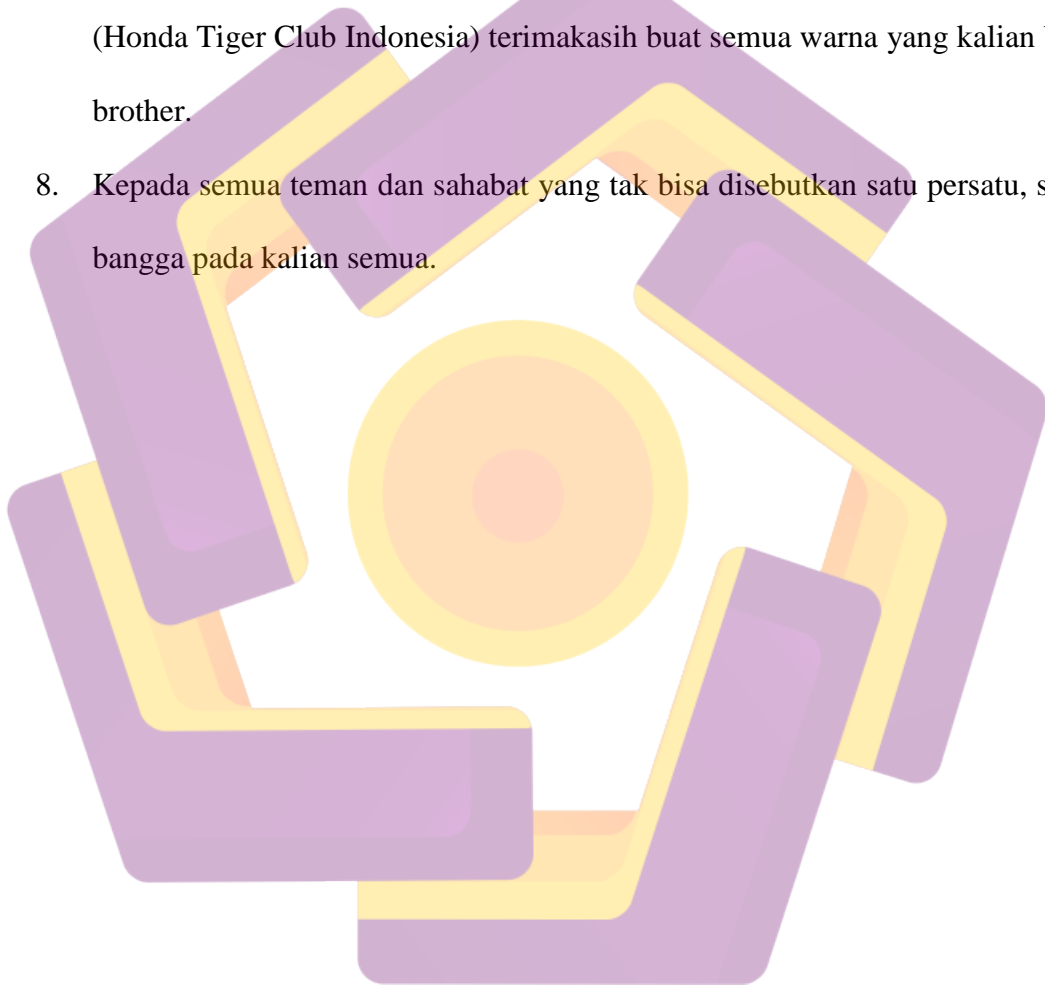 (Honda Tiger Club Indonesia) terimakasih buat semua warna yang kalian
brother.
8. Kepada semua teman dan sahabat yang tak bisa disebutkan satu persatu,
bangga pada kalian semua.